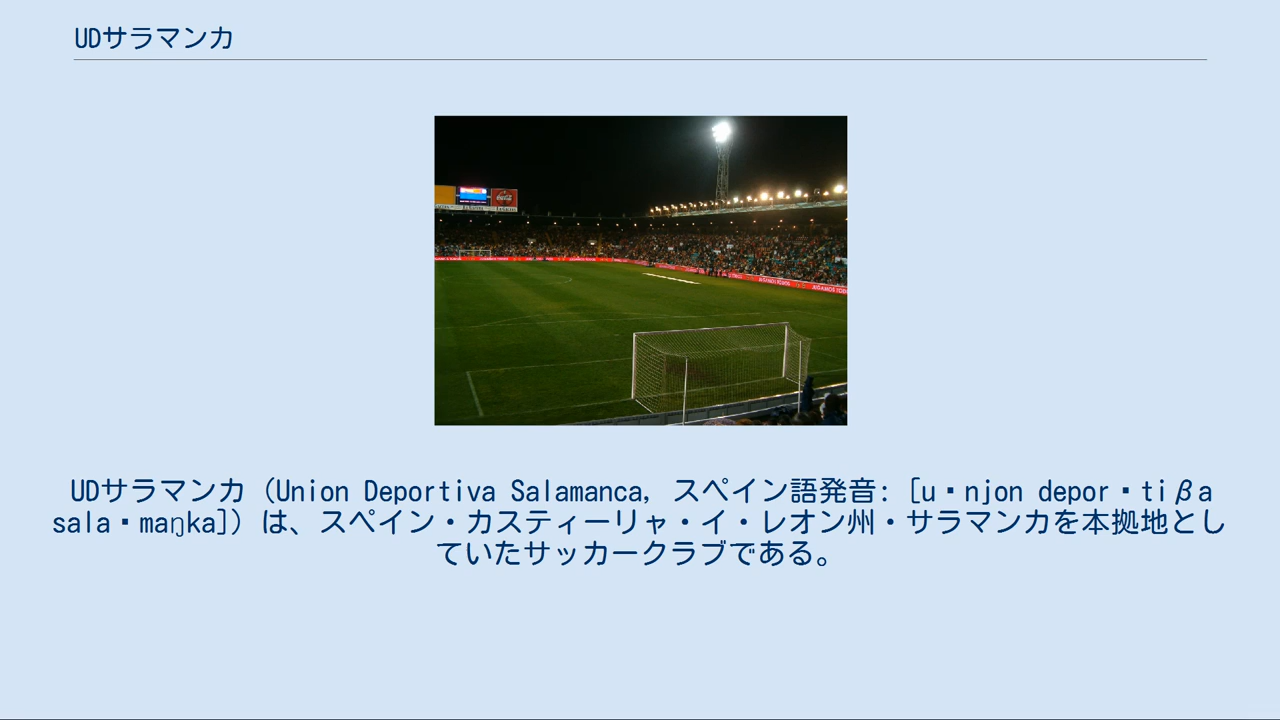 UDサラマンカ
Coca-Cola
UDサラマンカ (Union Deportiva Salamanca, スペイン語発音: [u▪njon depor▪tiβa
sala▪maŋka]) は、スペイン・カスティーリャ・イ・レオン州・サラマンカを本拠地とし
ていたサッカークラブである。